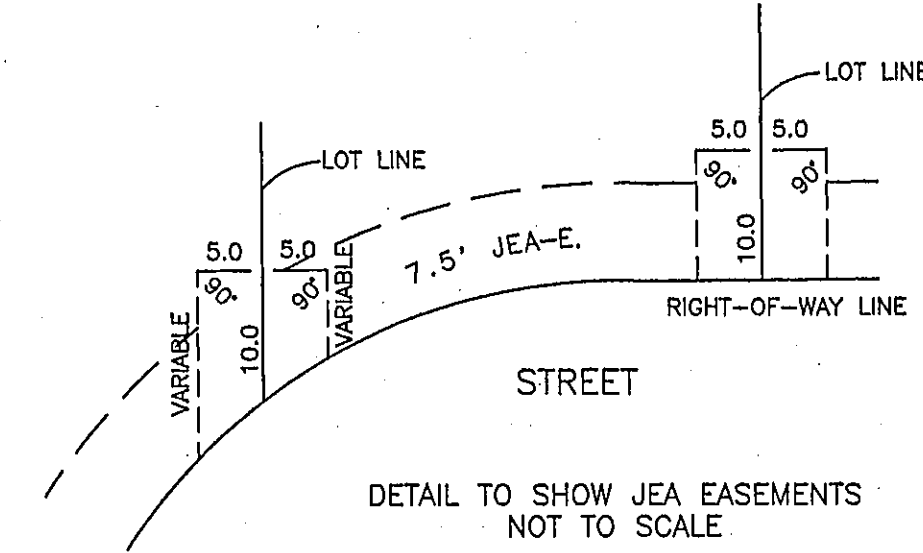 LOT LINE
5.0 5.0
90°
90°
10.0
LOT LINE
5.0 5.0
90°
90°
VARIABLE
VARIABLE
10.0
7.5' JEA-E.
RIGHT-OF-WAY LINE
STREET
DETAIL TO SHOW JEA EASEMENTS
NOT TO SCALE